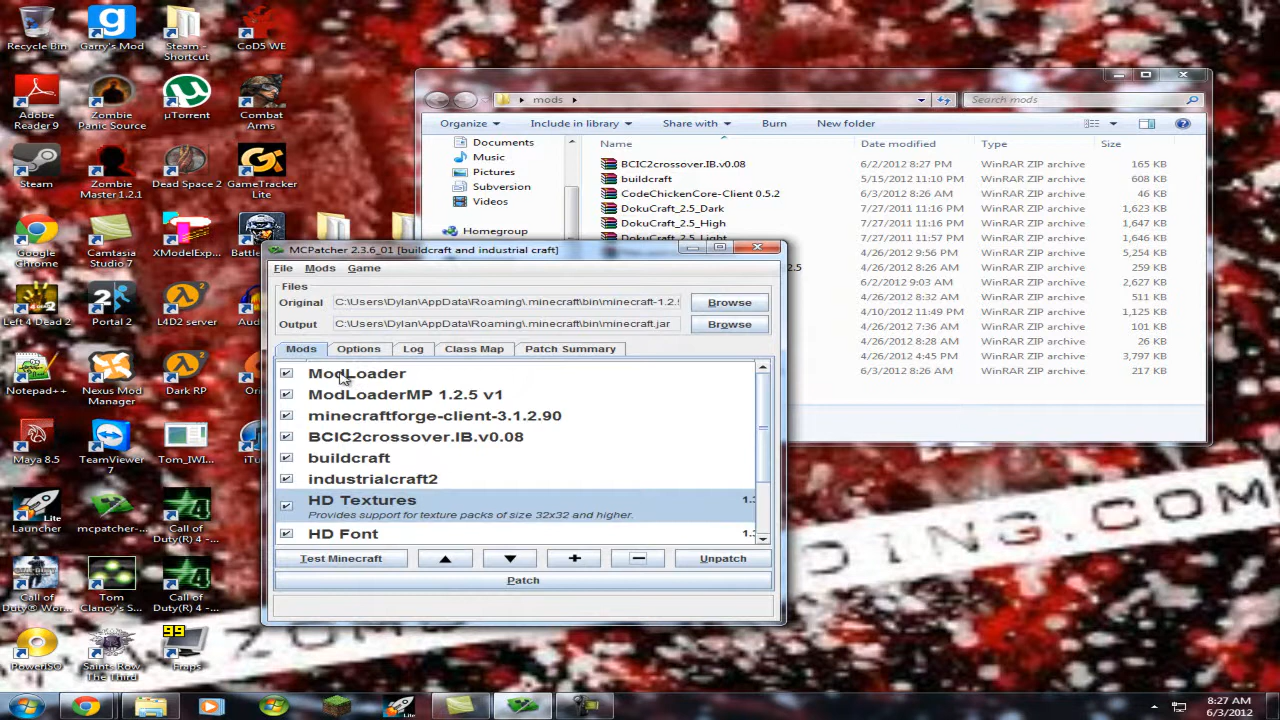 Recycle Bin
Garry's Mod
Steam - Shortcut
CoD5 WE
Adobe Reader 9
Zombie Panic Source
µTorrent
Combat Arms
Steam
Zombie Master 1.2.1
Dead Space 2
GameTracker Lite
Google Chrome
Camtasia Studio 7
XModelExp...
Left 4 Dead 2
Portal 2
L4D2 server
Notepad++
Nexus Mod Manager
Dark RP
Maya 8.5
TeamViewer 7
Tom_IWI...
Launcher
mcpatcher-...
Call of Duty(R) 4 -...
Call of Duty® Wor...
Tom Clancy's S...
Call of Duty(R) 4 -...
PowerISO
Saints Row The Third
99
Fraps
mods
Search mods
Organize
Include in library
Share with
Burn
New folder
Documents
Music
Pictures
Subversion
Videos
Homegroup
Name Date modified Type Size
BCIC2crossover.IB.v0.08 6/2/2012 8:27 PM WinRAR ZIP archive 165 KB
buildcraft 5/15/2012 11:10 PM WinRAR ZIP archive 608 KB
CodeChickenCore-Client 0.5.2 6/3/2012 8:26 AM WinRAR ZIP archive 46 KB
DokuCraft_2.5_Dark 7/27/2011 11:16 PM WinRAR ZIP archive 1,623 KB
DokuCraft_2.5_High 7/27/2011 11:16 PM WinRAR ZIP archive 1,647 KB
DokuCraft_2.5_Light 7/27/2011 11:57 PM WinRAR ZIP archive 1,646 KB
4/26/2012 9:56 PM WinRAR ZIP archive 5,254 KB
4/26/2012 8:26 AM WinRAR ZIP archive 259 KB
6/2/2012 9:03 AM WinRAR ZIP archive 2,627 KB
4/26/2012 8:32 AM WinRAR ZIP archive 511 KB
4/10/2012 11:49 PM WinRAR ZIP archive 1,125 KB
4/26/2012 7:36 AM WinRAR ZIP archive 101 KB
4/26/2012 8:28 AM WinRAR ZIP archive 26 KB
4/26/2012 4:45 PM WinRAR ZIP archive 3,797 KB
6/3/2012 8:26 AM WinRAR ZIP archive 217 KB
MCPatcher 2.3.6_01 [buildcraft and industrial craft]
File Mods Game
Files
Original C:\Users\Dylan\AppData\Roaming\.minecraft\bin\minecraft-1.2. Browse
Output C:\Users\Dylan\AppData\Roaming\.minecraft\bin\minecraft.jar Browse
Mods Options Log Class Map Patch Summary
ModLoader
ModLoaderMP 1.2.5 v1
minecraftforge-client-3.1.2.90
BCIC2crossover.IB.v0.08
buildcraft
industrialcraft2
HD Textures
Provides support for texture packs of size 32x32 and higher.
HD Font
Test Minecraft
Unpatch
Patch
DING.COM
ZOM
Lite
8:27 AM
6/3/2012